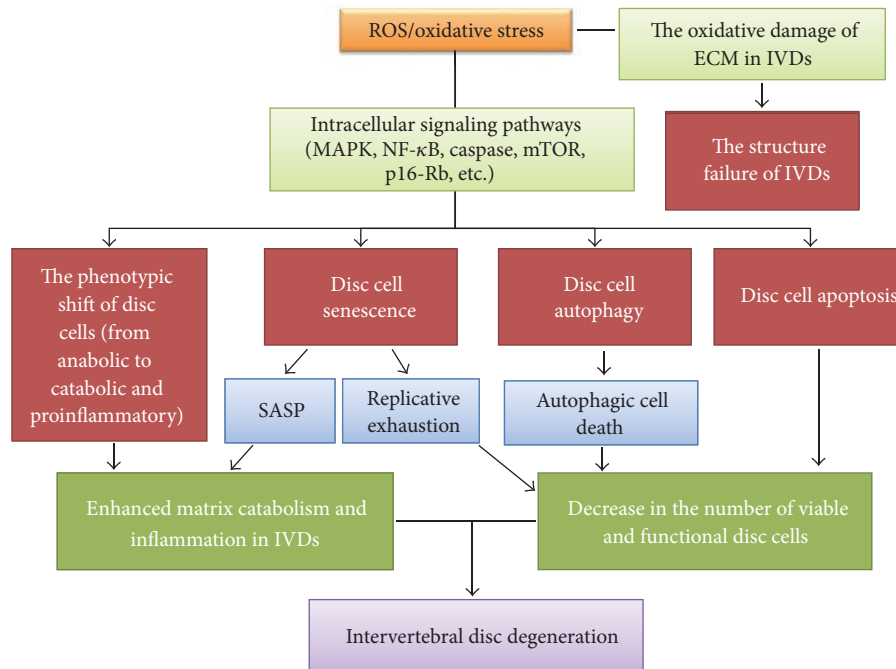 ROS/oxidative stress
The oxidative damage of
ECM in IVDs
Intracellular signaling pathways
(MAPK, NF-κB, caspase, mTOR,
p16-Rb, etc.)
The structure
failure of IVDs
The phenotypic
shift of disc
cells (from
anabolic to
catabolic and
proinflammatory)
Disc cell
senescence
Disc cell
autophagy
Disc cell apoptosis
SASP
Replicative
exhaustion
Autophagic cell
death
Enhanced matrix catabolism and
inflammation in IVDs
Decrease in the number of viable
and functional disc cells
Intervertebral disc degeneration